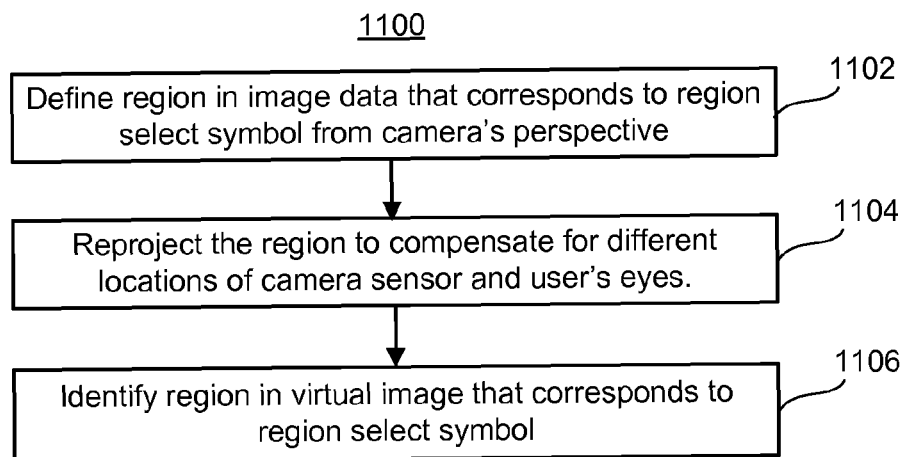 1100
1102
Define region in image data that corresponds to region
select symbol from camera's perspective
1104
Reproject the region to compensate for different
locations of camera sensor and user's eyes.
1106
Identify region in virtual image that corresponds to
region select symbol